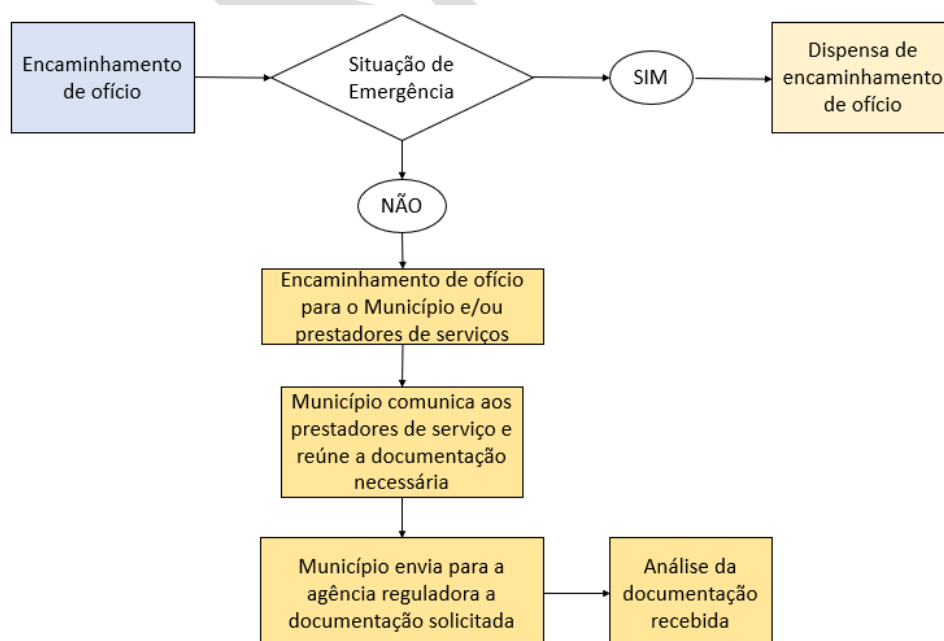 Encaminhamento
de ofício
Situação de
Emergência
SIM
Dispensa de
encaminhamento
de ofício
NÃO
Encaminhamento de ofício
para o Município e/ou
prestadores de serviços
Município comunica aos
prestadores de serviço e
reúne a documentação
necessária
Município envia para a
agência reguladora a
documentação solicitada
Análise da
documentação
recebida